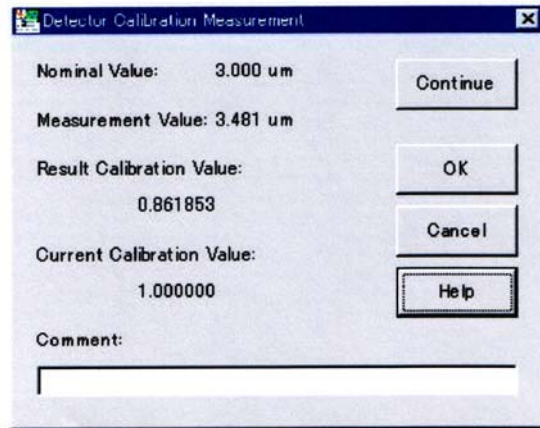 Detector Calibration Measurement
Nominal Value: 3.000 um
Continue
Measurement Value: 3.481 um
Result Calibration Value:
OK
0.861853
Cancel
Current Calibration Value:
1.000000
Help
Comment: